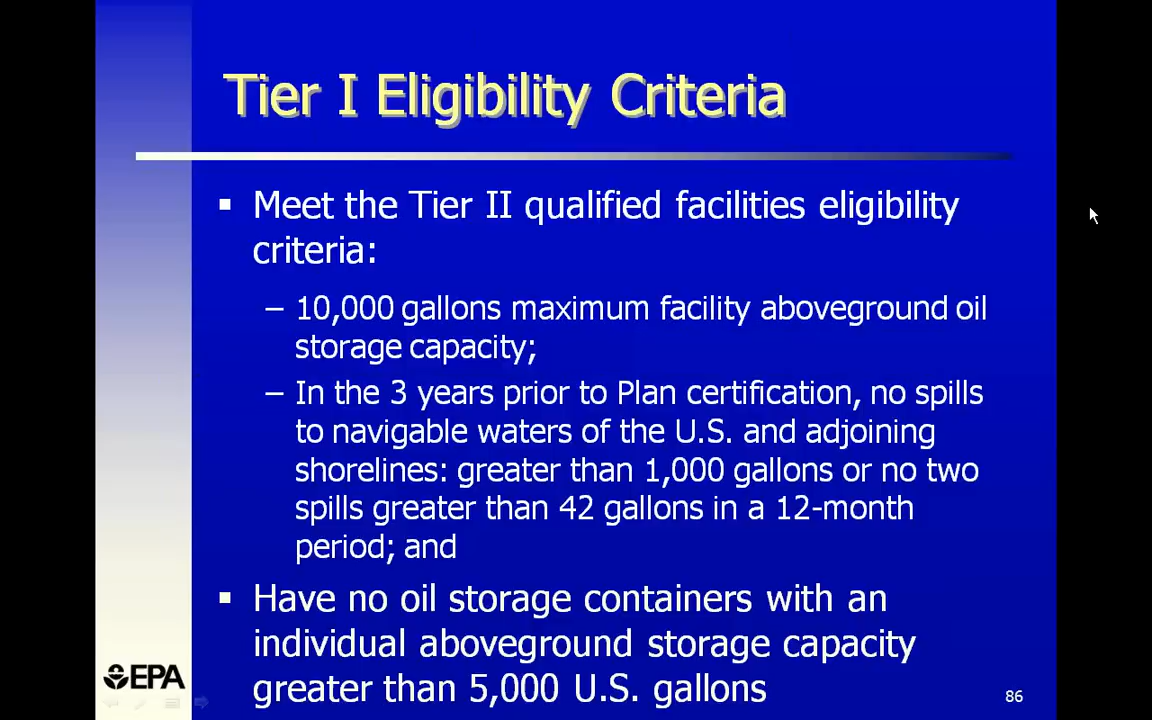 Tier I Eligibility Criteria
▪ Meet the Tier II qualified facilities eligibility
criteria:
– 10,000 gallons maximum facility aboveground oil
storage capacity;
– In the 3 years prior to Plan certification, no spills
to navigable waters of the U.S. and adjoining
shorelines: greater than 1,000 gallons or no two
spills greater than 42 gallons in a 12-month
period; and
▪ Have no oil storage containers with an
individual aboveground storage capacity
greater than 5,000 U.S. gallons
EPA
86